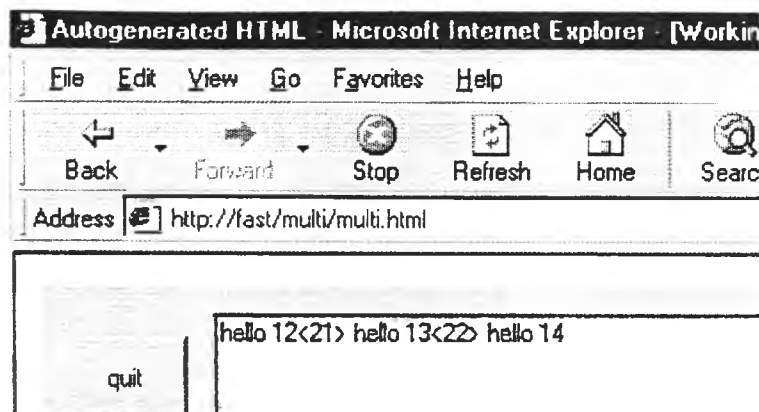 Autogenerated HTML - Microsoft Internet Explorer - [Workin
File Edit View Go Favorites Help
Back Forward Stop Refresh Home Searc
Address http://fast/multi/multi.html
hello 12<21> hello 13<22> hello 14
quit